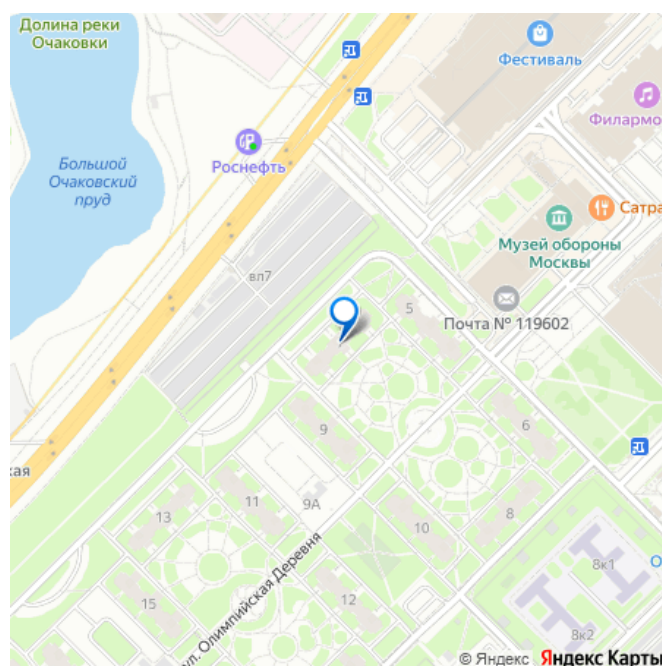 Долина реки
Очаковки
Фестиваль
Филармо
Роснефть
Большой
Очаковский
пруд
Сатра
Музей обороны
Москвы
вл7
5
Почта № 119602
9
6
кая
11
9А
13
10
8
8к1
О
12
15
ул. Олимпийская Деревня
8к2
© Яндекс Яндекс Карты